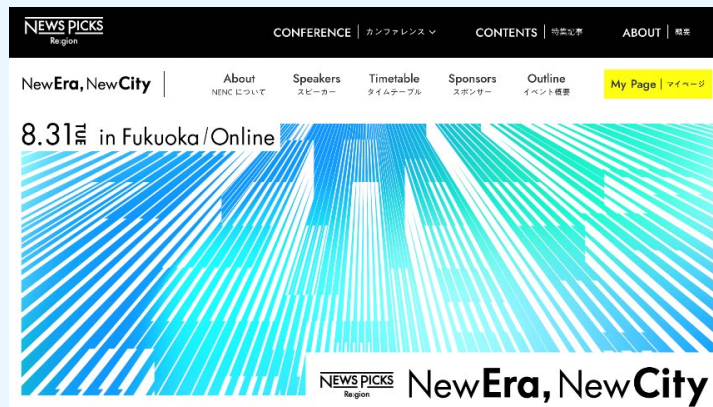 NEWS PICKS
Re:gion
CONFERENCE | カンファレンス
CONTENTS | 特集記事
ABOUT | 概要
NewEra, NewCity
About
NENC について
Speakers
スピーカー
Timetable
タイムテーブル
Sponsors
スポンサー
Outline
イベント概要
My Page | マイページ
8.31 TUE in Fukuoka/Online
NEWS PICKS
Re:gion
NewEra, NewCity